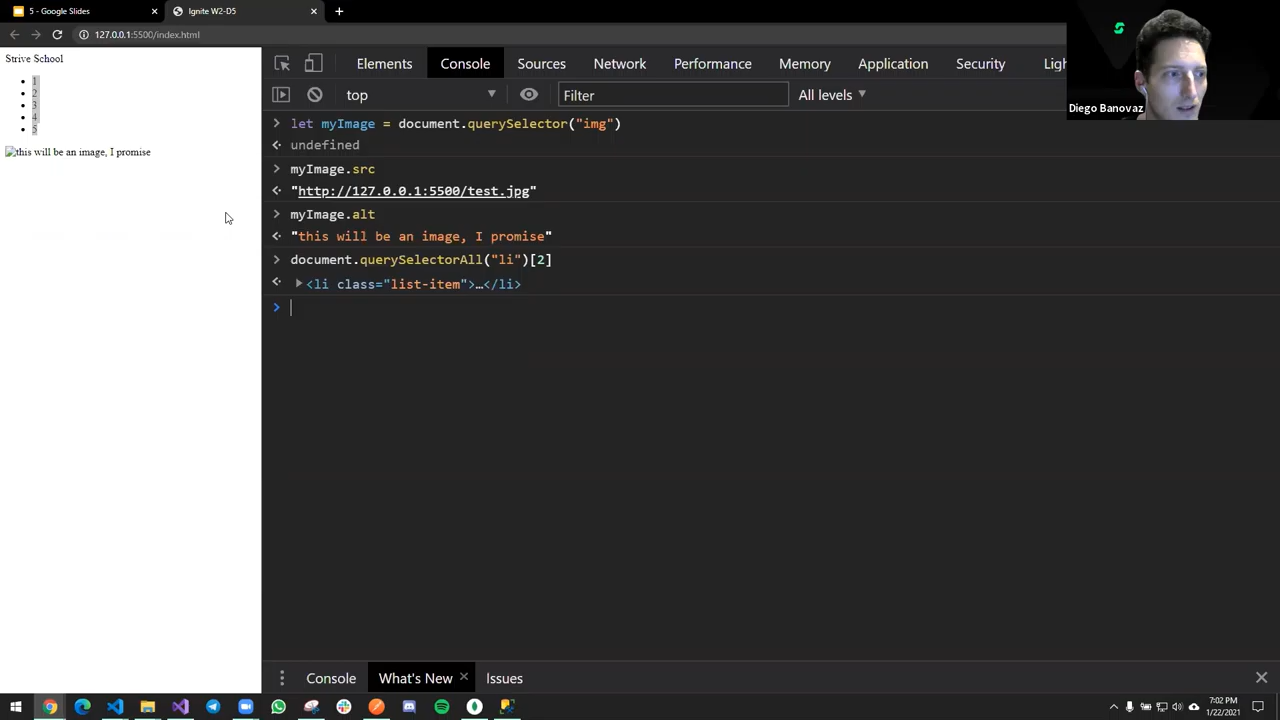 5 - Google Slides
Ignite W2-D5
127.0.0.1:5500/index.html
Strive School
1
2
3
4
5
this will be an image, I promise
Elements Console Sources Network Performance Memory Application Security Ligh
top Filter All levels
let myImage = document.querySelector("img")
undefined
myImage.src
"http://127.0.0.1:5500/test.jpg"
myImage.alt
"this will be an image, I promise"
document.querySelectorAll("li")[2]
<li class="list-item">…</li>
Diego Banovaz
Console What's New Issues
7:02 PM
1/22/2021